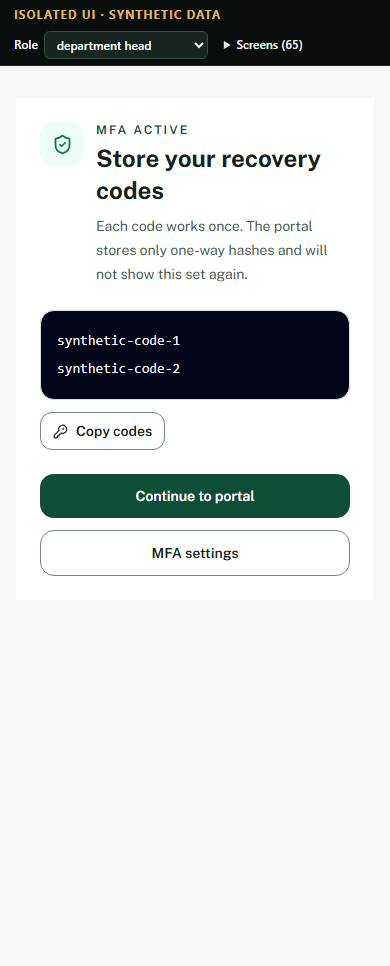 ISOLATED UI · SYNTHETIC DATA
Role department head ▶ Screens (65)
MFA ACTIVE
Store your recovery
codes
Each code works once. The portal
stores only one-way hashes and will
not show this set again.
synthetic-code-1
synthetic-code-2
Copy codes
Continue to portal
MFA settings